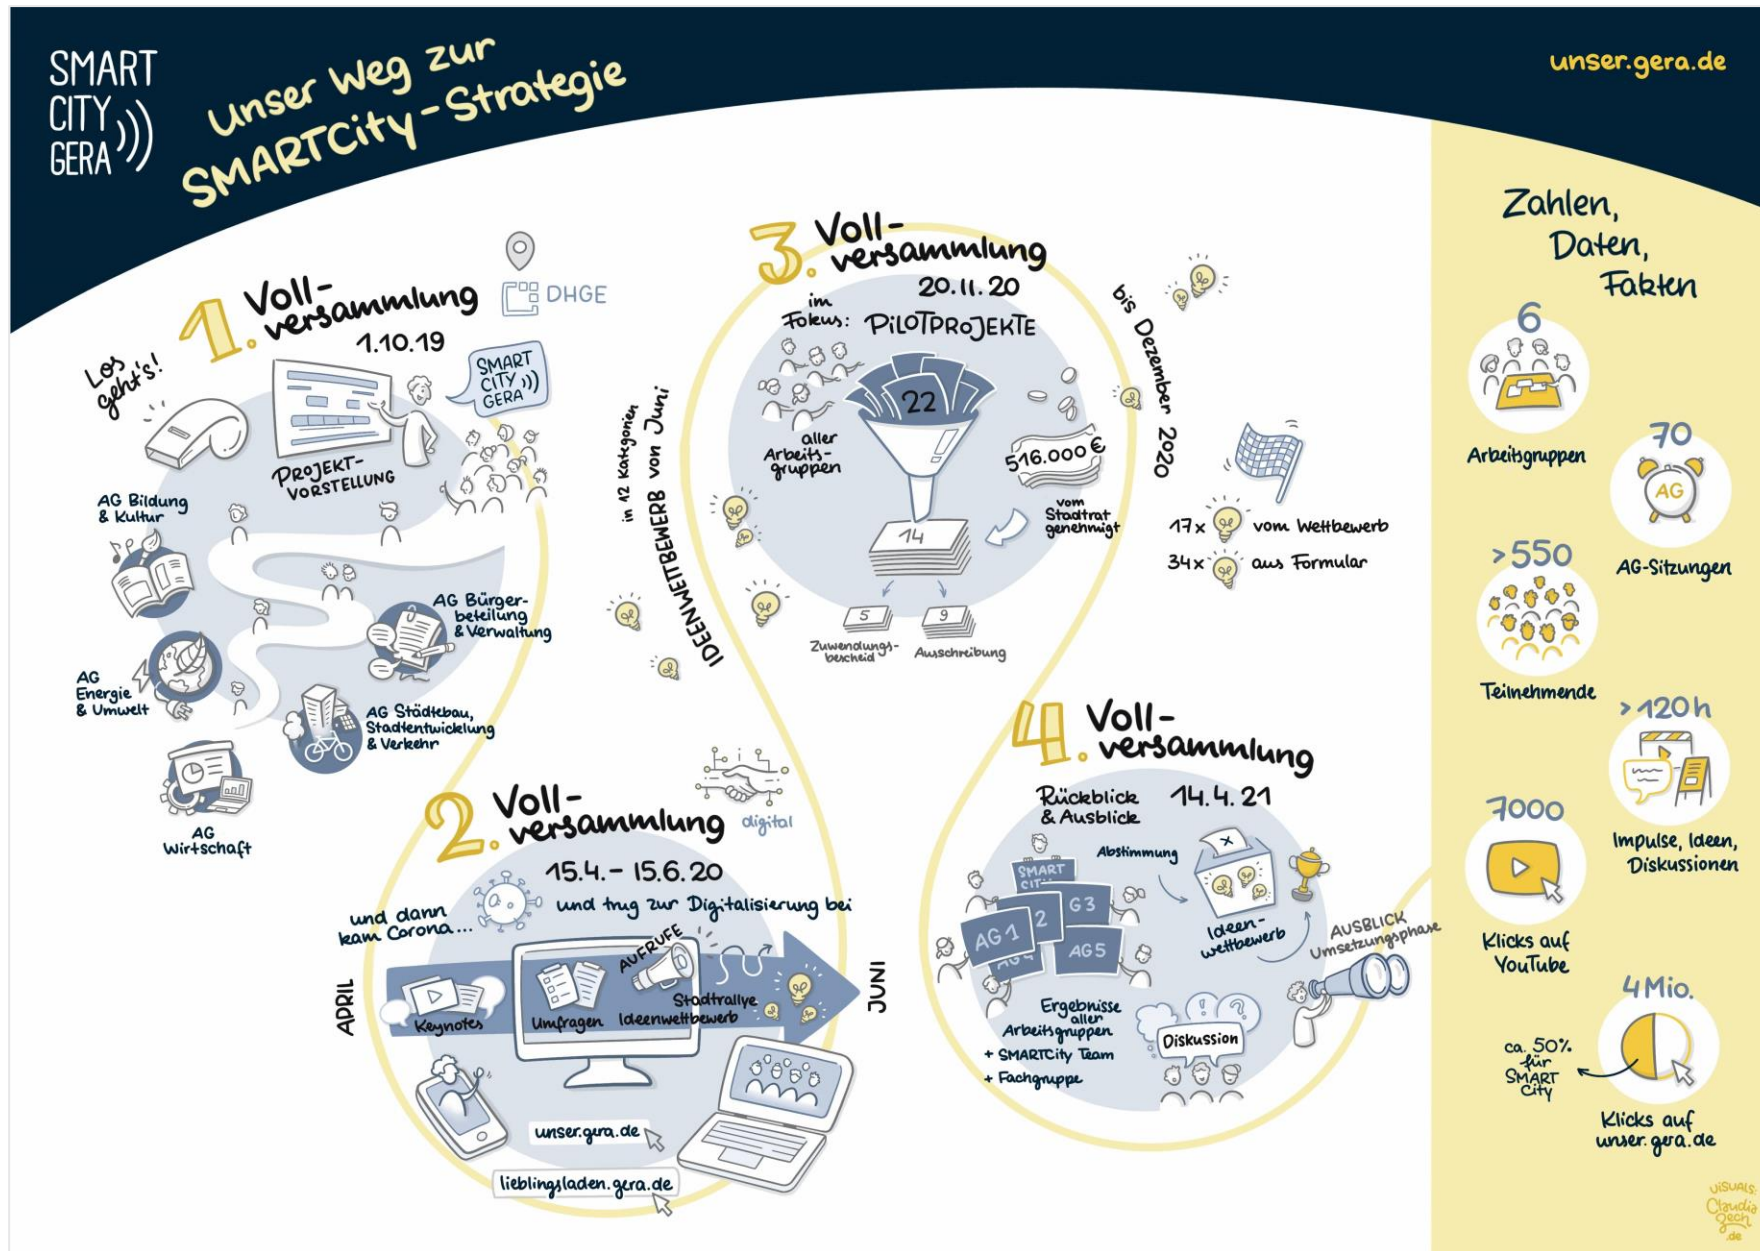 SMART
CITY
GERA
unser Weg zur
SMARTCity-Strategie
unser.gera.de
1. Voll-
versammlung
1.10.19
DHGE
Los
geht's!
SMART
CITY
GERA
PROJEKT-
VORSTELLUNG
AG Bildung
& Kultur
AG Bürger-
beteilung
& Verwaltung
AG
Energie
& Umwelt
AG Städtebau,
Stadtentwicklung
& Verkehr
AG
Wirtschaft
2. Voll-
versammlung
digital
15.4. - 15.6.20
und dann
kam Corona...
und trug zur Digitalisierung bei
APRIL
Keynotes
Umfragen
AUFRUFE
Stadtrallye
Ideenwettbewerb
JUNI
unser.gera.de
lieblingsladen.gera.de
in 12 Kategorien
IDEENWETTBEWERB von Juni
bis Dezember 2020
3. Voll-
versammlung
20.11.20
im
Fokus: PILOTPROJEKTE
22
aller
Arbeits-
gruppen
516.000 €
vom
Stadtrat
genehmigt
14
5
Zuwendungs-
bescheid
9
Ausschreibung
17x vom Wettbewerb
34x aus Formular
4. Voll-
versammlung
Rückblick
& Ausblick
14.4.21
Abstimmung
X
SMART
CIT
G3
2
AG 1
AG 4
AG5
Ideen-
wettbewerb
AUSBLICK
Umsetzungsphase
Ergebnisse
aller
Arbeitsgruppen
+ SMARTCity Team
+ Fachgruppe
! ?
Diskussion
Zahlen,
Daten,
Fakten
6
Arbeitsgruppen
70
AG
AG-Sitzungen
>550
Teilnehmende
>120h
Impulse, Ideen,
Diskussionen
7000
Klicks auf
YouTube
4 Mio.
ca. 50%
für
SMART
City
Klicks auf
unser.gera.de
VISUALS:
Claudia
Zech
.de